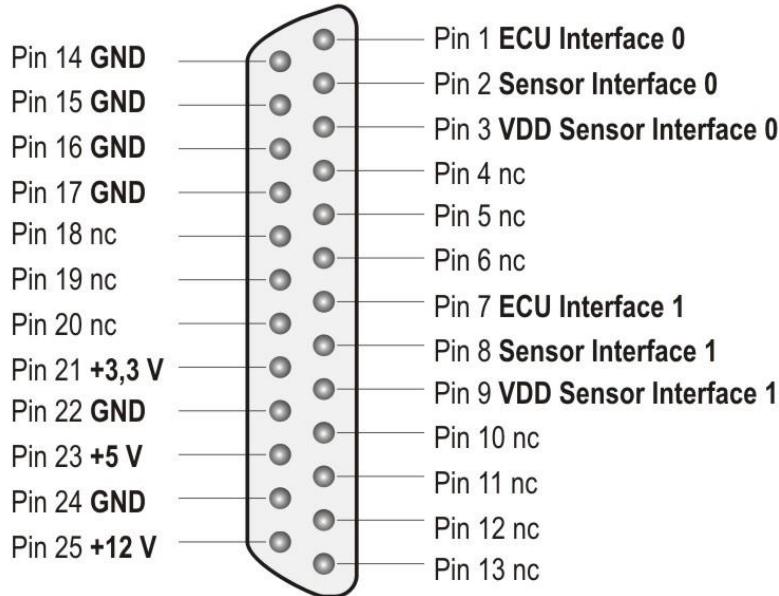 Pin 14 GND
Pin 15 GND
Pin 16 GND
Pin 17 GND
Pin 18 nc
Pin 19 nc
Pin 20 nc
Pin 21 +3,3 V
Pin 22 GND
Pin 23 +5 V
Pin 24 GND
Pin 25 +12 V
Pin 1 ECU Interface 0
Pin 2 Sensor Interface 0
Pin 3 VDD Sensor Interface 0
Pin 4 nc
Pin 5 nc
Pin 6 nc
Pin 7 ECU Interface 1
Pin 8 Sensor Interface 1
Pin 9 VDD Sensor Interface 1
Pin 10 nc
Pin 11 nc
Pin 12 nc
Pin 13 nc